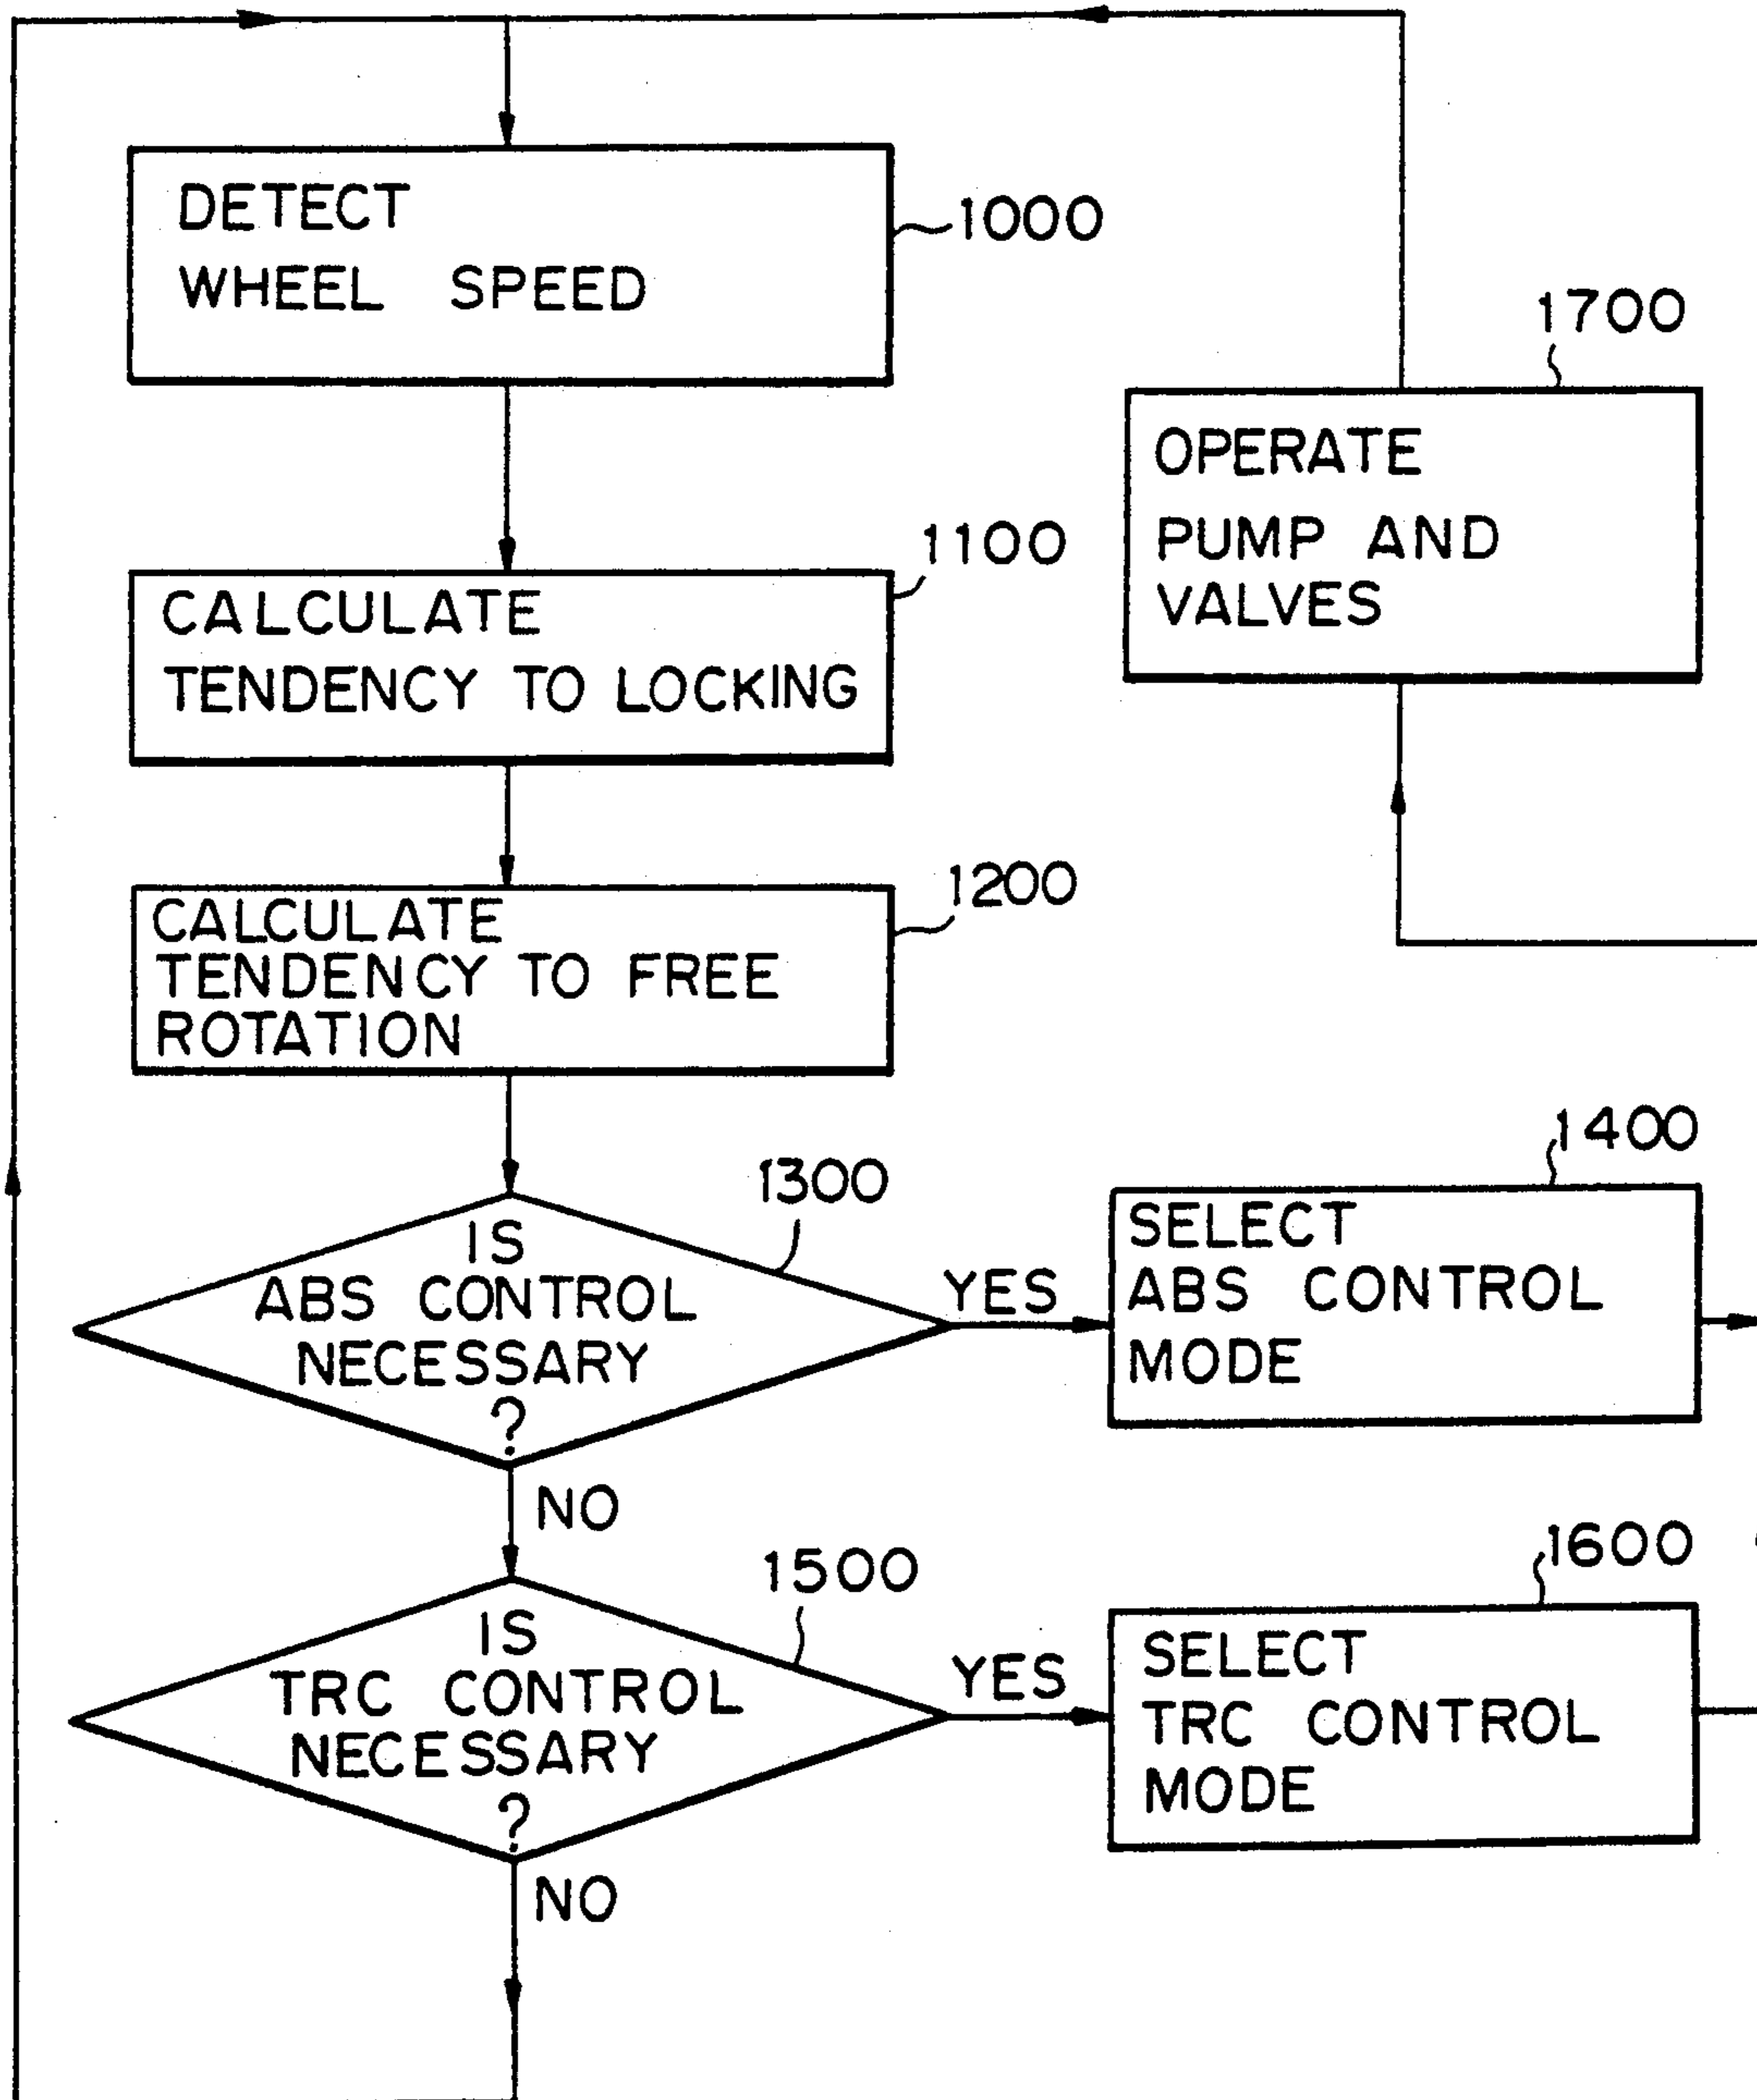 DETECT
WHEEL SPEED
1000
CALCULATE
TENDENCY TO LOCKING
1100
CALCULATE
TENDENCY TO FREE
ROTATION
1200
IS
ABS CONTROL
NECESSARY
?
1300
YES
NO
SELECT
ABS CONTROL
MODE
1400
IS
TRC CONTROL
NECESSARY
?
1500
YES
NO
SELECT
TRC CONTROL
MODE
1600
OPERATE
PUMP AND
VALVES
1700